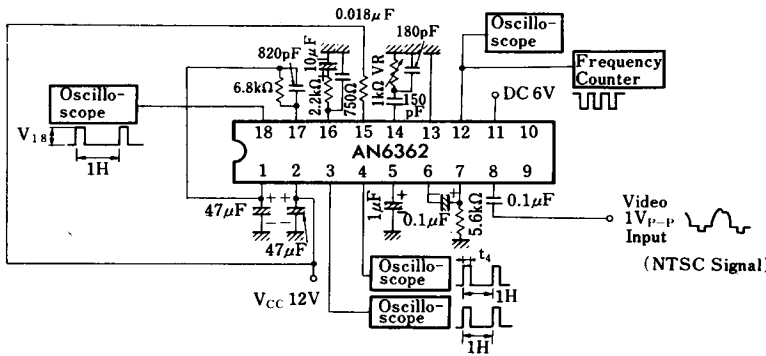 0.018μF
Oscillo-
scope
10μF
180pF
820pF
Frequency
Counter
6.8kΩ
2.2kΩ
750Ω
1kΩ VR
150
pF
DC 6V
Oscillo-
scope
V18
1H
18 17 16 15 14 13 12 11 10
AN6362
1 2 3 4 5 6 7 8 9
47μF
+ +
- -
47μF
1μF
+
-
0.1μF
- +
5.6kΩ
0.1μF
Video
1VP-P
Input
(NTSC Signal)
VCC 12V
Oscillo-
scope
t4
1H
Oscillo-
scope
1H